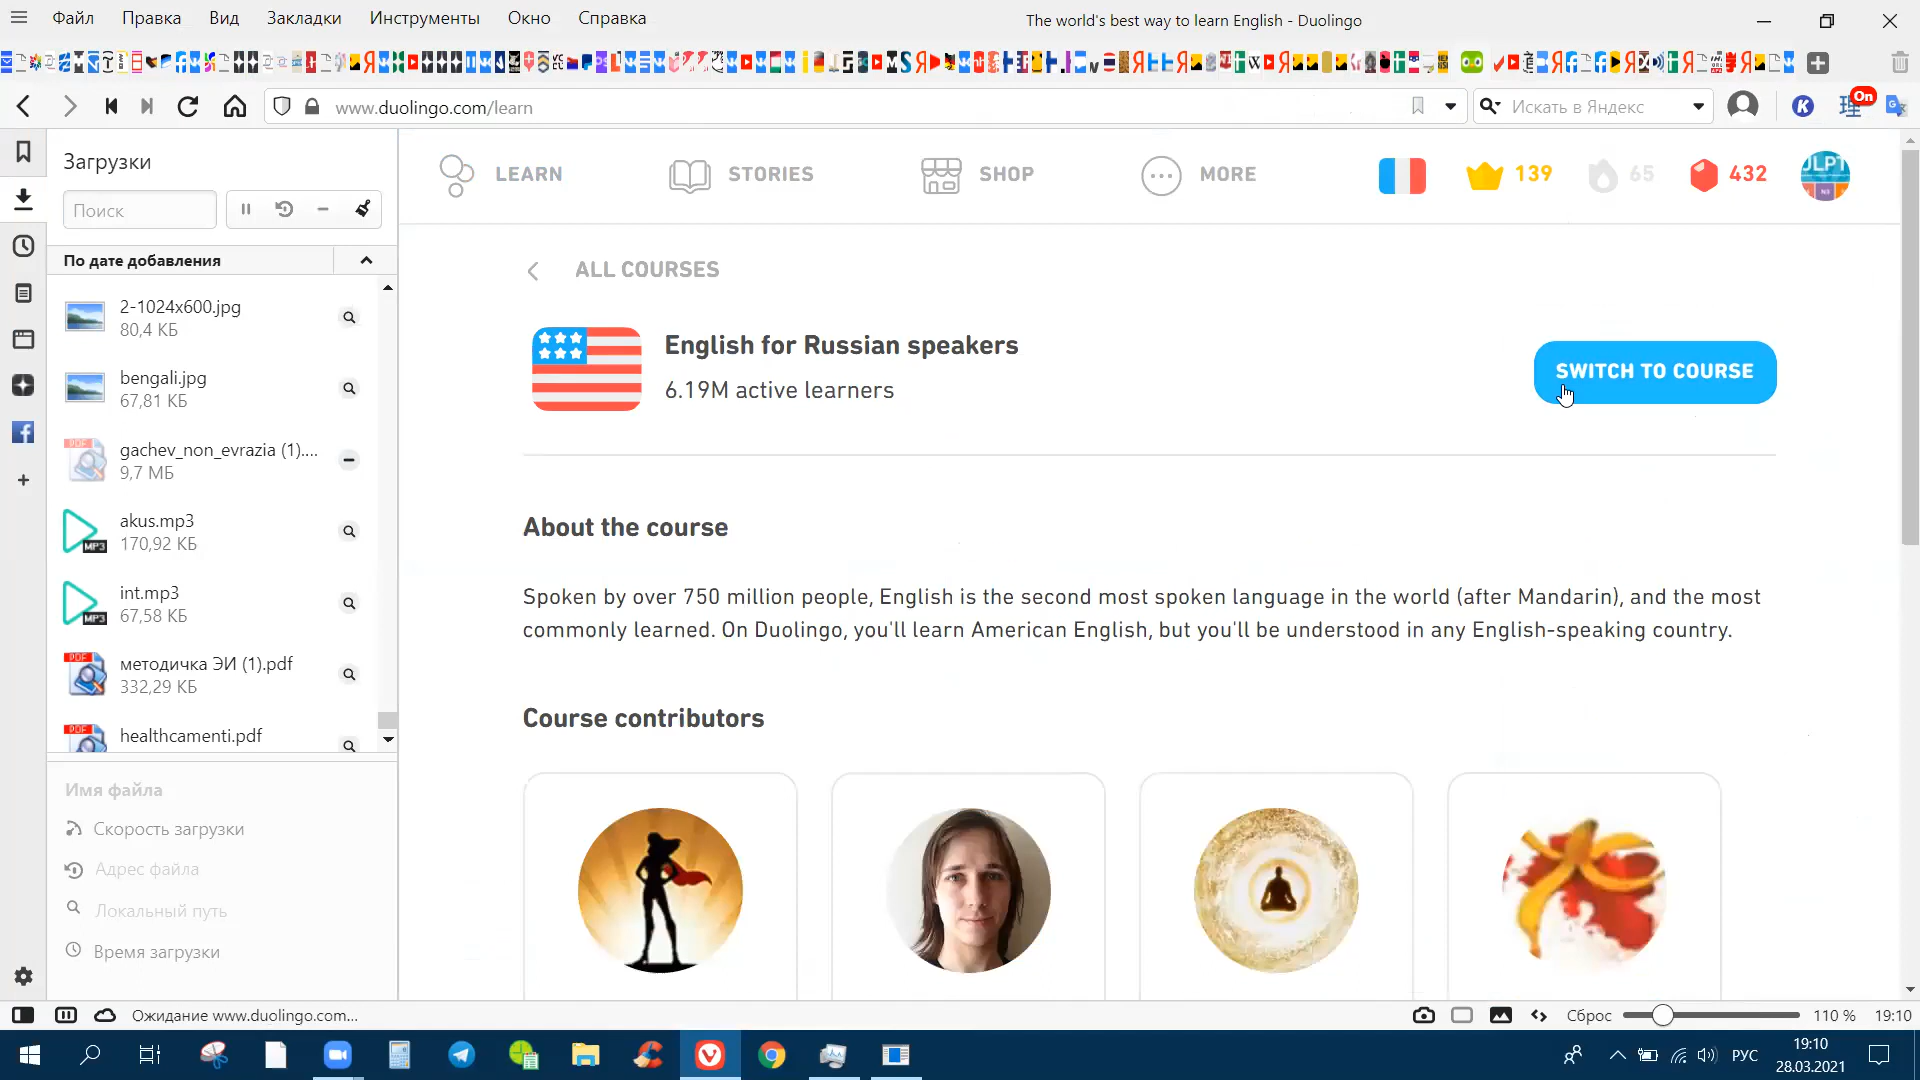 Файл Правка Вид Закладки Инструменты Окно Справка
The world's best way to learn English - Duolingo
www.duolingo.com/learn
Искать в Яндекс
On
Загрузки
Поиск
По дате добавления
2-1024x600.jpg
80,4 КБ
bengali.jpg
67,81 КБ
gachev_non_evrazia (1)....
9,7 МБ
akus.mp3
170,92 КБ
int.mp3
67,58 КБ
методичка ЭИ (1).pdf
332,29 КБ
healthcamenti.pdf
Имя файла
Скорость загрузки
Адрес файла
Локальный путь
Время загрузки
LEARN STORIES SHOP MORE 139 65 432
JLPT
ALL COURSES
English for Russian speakers
6.19M active learners
SWITCH TO COURSE
About the course
Spoken by over 750 million people, English is the second most spoken language in the world (after Mandarin), and the most
commonly learned. On Duolingo, you'll learn American English, but you'll be understood in any English-speaking country.
Course contributors
Ожидание www.duolingo.com...
Сброс 110 % 19:10
РУС
19:10
28.03.2021